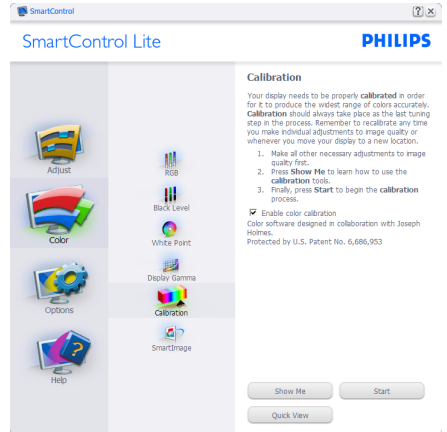 SmartControl
SmartControl Lite
PHILIPS
Adjust
Color
Options
Help
RGB
Black Level
White Point
Display Gamma
Calibration
SmartImage
Calibration
Your display needs to be properly calibrated in order
for it to produce the widest range of colors accurately.
Calibration should always take place as the last tuning
step in the process. Remember to recalibrate any time
you make individual adjustments to image quality or
whenever you move your display to a new location.
1. Make all other necessary adjustments to image
quality first.
2. Press Show Me to learn how to use the
calibration tools.
3. Finally, press Start to begin the calibration
process.
Enable color calibration
Color software designed in collaboration with Joseph
Holmes.
Protected by U.S. Patent No. 6,686,953
Show Me
Start
Quick View